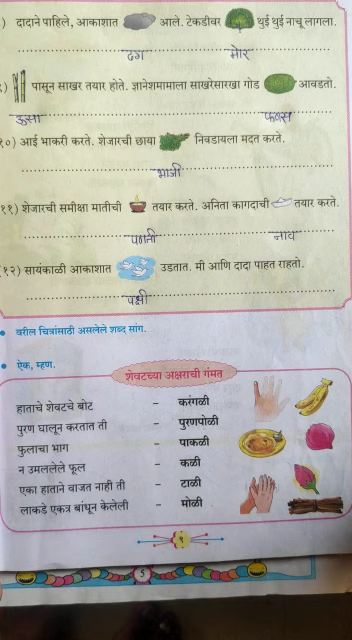 ) दादाने पाहिले, आकाशात आले. टेकडीवर थुई थुई नाचू लागला.
ढग मोर
) पासून साखर तयार होते. ज्ञानेशमामाला साखरेसारखा गोड आवडतो.
ऊसा फणस
१०) आई भाकरी करते. शेजारची छाया निवडायला मदत करते.
भाजी
११) शेजारची समीक्षा मातीची तयार करते. अनिता कागदाची तयार करते.
पणती नाव
(१२) सायंकाळी आकाशात उडतात. मी आणि दादा पाहत राहतो.
पक्षी
• वरील चित्रांसाठी असलेले शब्द सांग.
• ऐक, म्हण.
शेवटच्या अक्षराची गंमत
हाताचे शेवटचे बोट - करंगळी
पुरण घालून करतात ती - पुरणपोळी
फुलाचा भाग - पाकळी
न उमललेले फूल - कळी
एका हाताने वाजत नाही ती - टाळी
लाकडे एकत्र बांधून केलेली - मोळी
९
5